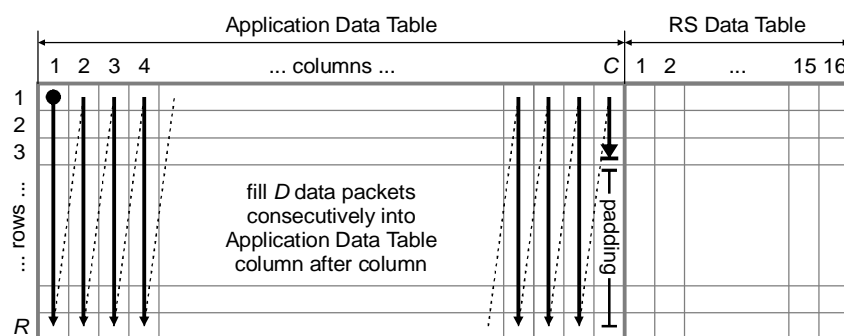 Application Data Table RS Data Table
1 2 3 4 ... columns ... C 1 2 ... 15 16
1
2
3
... rows ...
R
fill D data packets
consecutively into
Application Data Table
column after column
padding